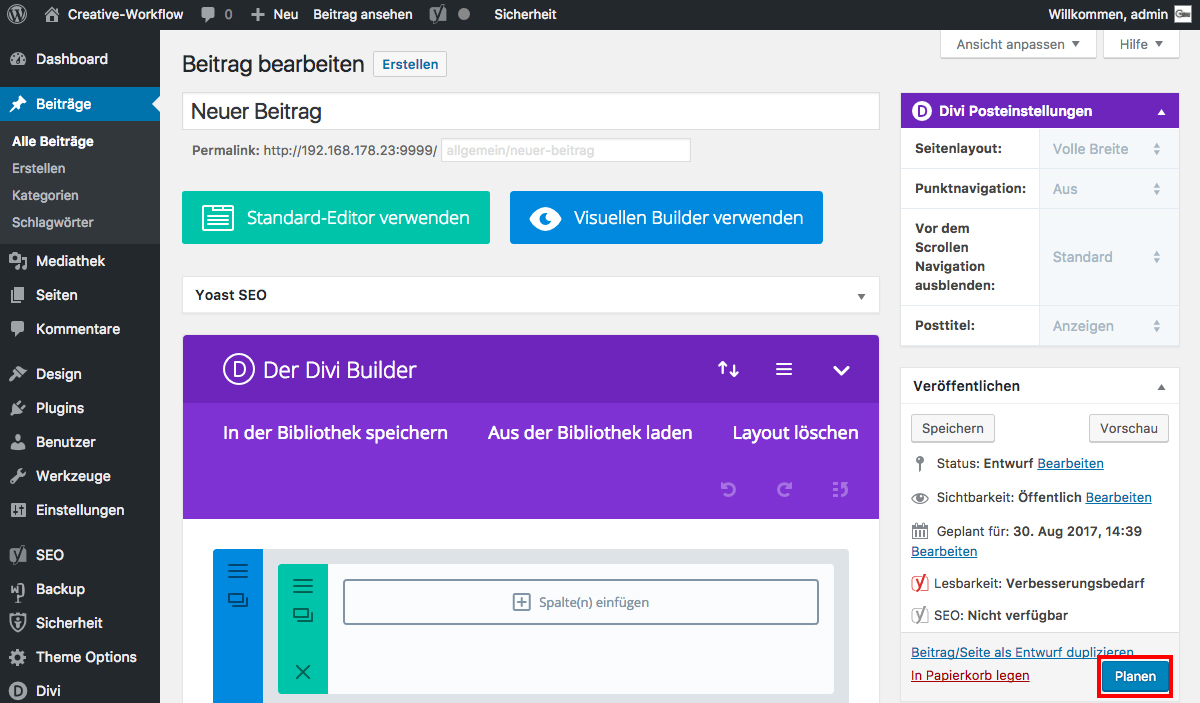 Creative-Workflow 0 Neu Beitrag ansehen Sicherheit Willkommen, admin
Dashboard
Beiträge
Alle Beiträge
Erstellen
Kategorien
Schlagwörter
Mediathek
Seiten
Kommentare
Design
Plugins
Benutzer
Werkzeuge
Einstellungen
SEO
Backup
Sicherheit
Theme Options
Divi
Ansicht anpassen Hilfe
Beitrag bearbeiten Erstellen
Neuer Beitrag
Permalink: http://192.168.178.23:9999/ allgemein/neuer-beitrag
Standard-Editor verwenden Visuellen Builder verwenden
Yoast SEO
Der Divi Builder
In der Bibliothek speichern Aus der Bibliothek laden Layout löschen
Spalte(n) einfügen
Divi Posteinstellungen
Seitenlayout: Volle Breite
Punktnavigation: Aus
Vor dem
Scrollen
Navigation
ausblenden:
Standard
Posttitel: Anzeigen
Veröffentlichen
Speichern Vorschau
Status: Entwurf Bearbeiten
Sichtbarkeit: Öffentlich Bearbeiten
Geplant für: 30. Aug 2017, 14:39
Bearbeiten
Lesbarkeit: Verbesserungsbedarf
SEO: Nicht verfügbar
Beitrag/Seite als Entwurf duplizieren
In Papierkorb legen Planen